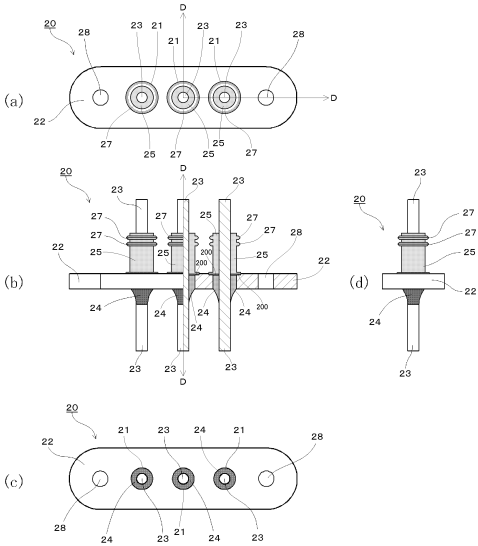 D
20 28 23 21 21 23 21 23 28
(a) D
22
27 25 27 25 25 27
20 D 23
23 23
27 27 25 27 28
27 27
22 25 25 25 22
200
(b) 200
24 24 24 24 24 200
23 23 23
D
20 23
27
27
25
(d) 22
24
23
20
22 21 23 24 21 28
(c)
28 24 23 21 24 23